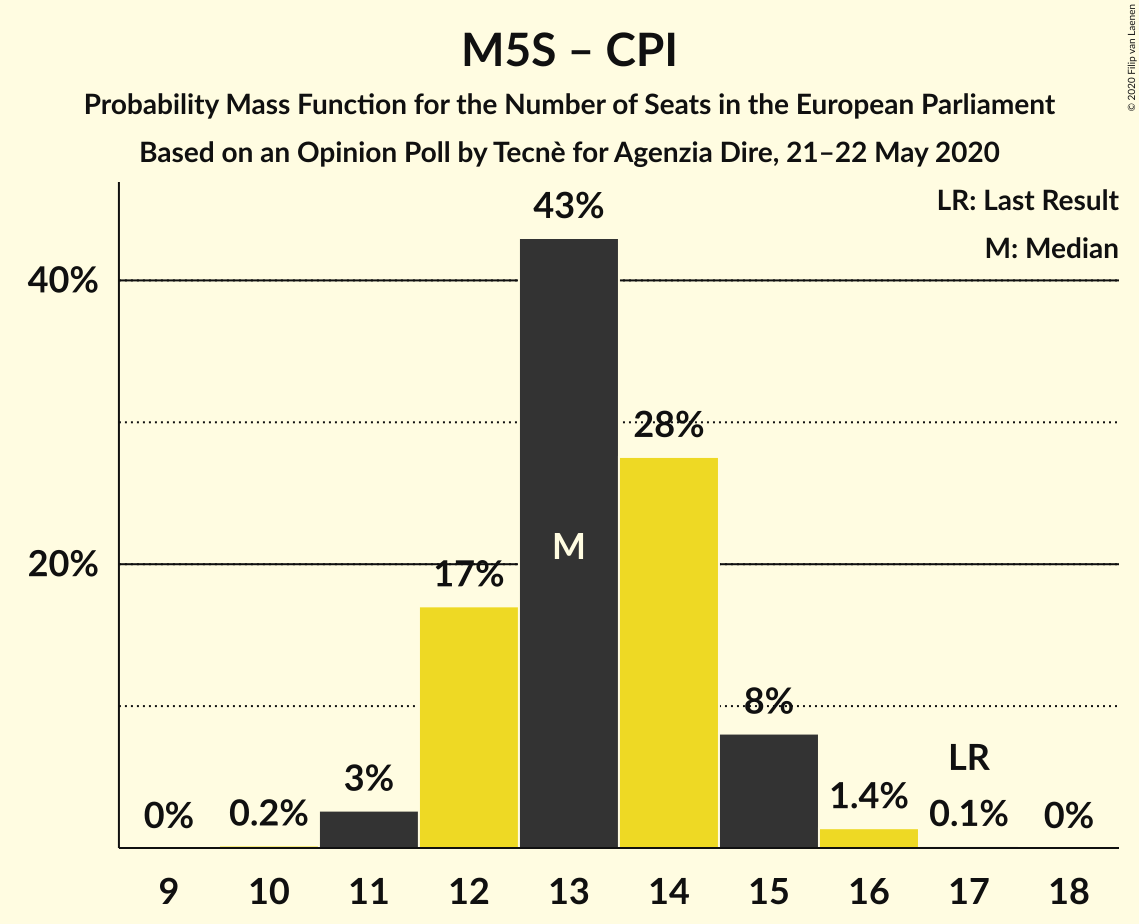 M5S – CPI
Probability Mass Function for the Number of Seats in the European Parliament
Based on an Opinion Poll by Tecnè for Agenzia Dire, 21–22 May 2020
© 2020 Filip van Laenen
LR: Last Result
M: Median
40%
20%
0%
0.2%
3%
17%
43%
M
28%
8%
1.4%
LR
0.1%
0%
9 10 11 12 13 14 15 16 17 18